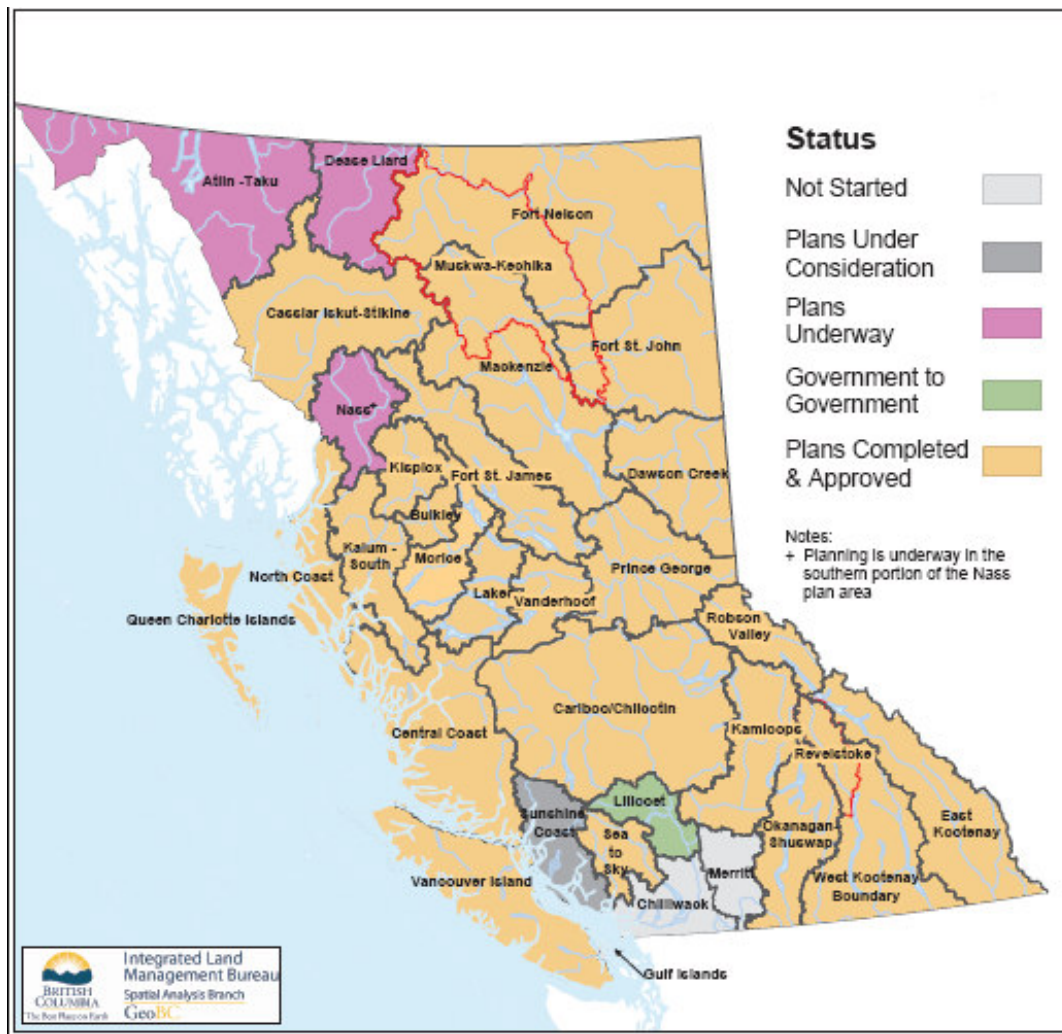 Status
Not Started
Plans Under
Consideration
Plans
Underway
Government to
Government
Plans Completed
& Approved
Notes:
+ Planning is underway in the
southern portion of the Nass
plan area
Atlin -Taku
Dease Liard
Fort Nelson
Muskwa-Kechika
Cassiar Iskut-Stikine
Fort St. John
Mackenzie
Nass+
Kispiox
Fort St. James
Dawson Creek
Bulkley
Kalum -
South
Morice
Prince George
North Coast
Lakes
Vanderhoof
Queen Charlotte Islands
Robson
Valley
Cariboo/Chilcotin
Kamloops
Central Coast
Revelstoke
Lillooet
Sunshine
Coast
Sea
to
Sky
Okanagan-
Shuswap
East
Kootenay
Merritt
Vancouver Island
Chilliwack
West Kootenay
Boundary
Gulf Islands
BRITISH
COLUMBIA
The Best Place on Earth
Integrated Land
Management Bureau
Spatial Analysis Branch
GeoBC